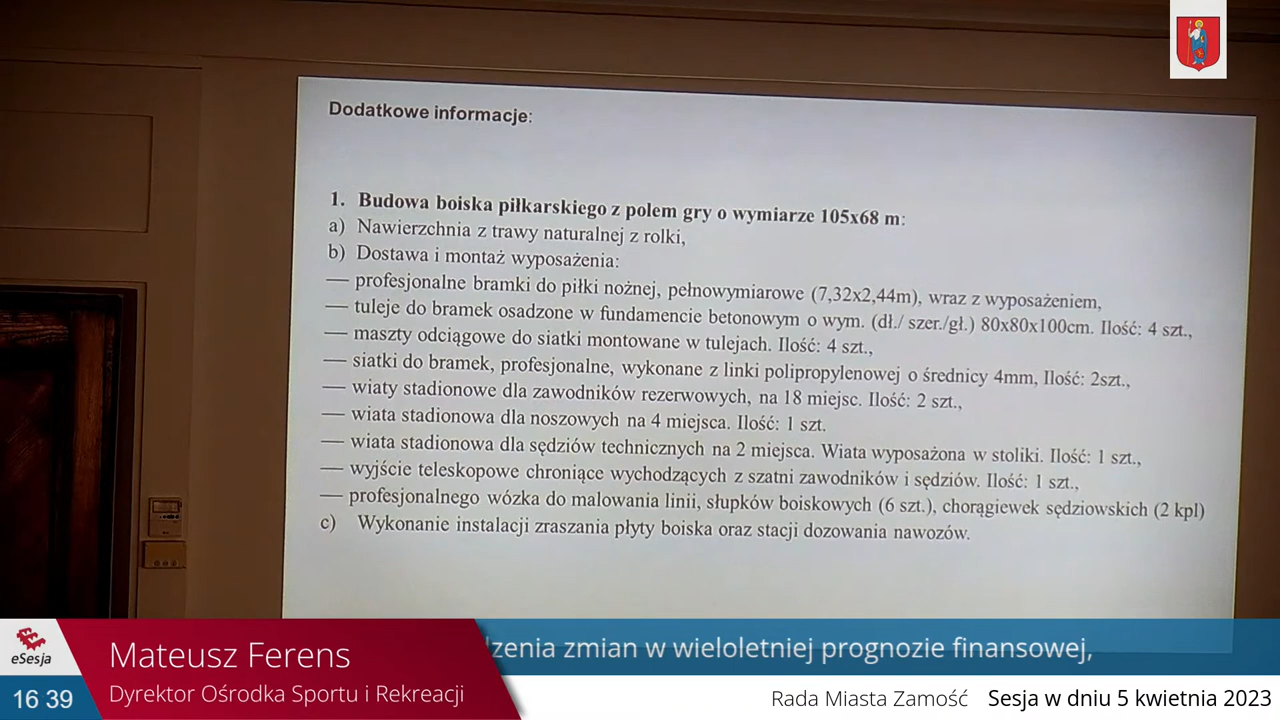 Dodatkowe informacje:
1. Budowa boiska piłkarskiego z polem gry o wymiarze 105x68 m:
a) Nawierzchnia z trawy naturalnej z rolki,
b) Dostawa i montaż wyposażenia:
— profesjonalne bramki do piłki nożnej, pełnowymiarowe (7,32x2,44m), wraz z wyposażeniem,
— tuleje do bramek osadzone w fundamencie betonowym o wym. (dł./ szer./gł.) 80x80x100cm. Ilość: 4 szt.,
— maszty odciągowe do siatki montowane w tulejach. Ilość: 4 szt.,
— siatki do bramek, profesjonalne, wykonane z linki polipropylenowej o średnicy 4mm, Ilość: 2szt.,
— wiaty stadionowe dla zawodników rezerwowych, na 18 miejsc. Ilość: 2 szt.,
— wiata stadionowa dla noszowych na 4 miejsca. Ilość: 1 szt.
— wiata stadionowa dla sędziów technicznych na 2 miejsca. Wiata wyposażona w stoliki. Ilość: 1 szt.,
— wyjście teleskopowe chroniące wychodzących z szatni zawodników i sędziów. Ilość: 1 szt.,
— profesjonalnego wózka do malowania linii, słupków boiskowych (6 szt.), chorągiewek sędziowskich (2 kpl)
c) Wykonanie instalacji zraszania płyty boiska oraz stacji dozowania nawozów.
eSesja
16 39
Mateusz Ferens
Dyrektor Ośrodka Sportu i Rekreacji
dzenia zmian w wieloletniej prognozie finansowej,
Rada Miasta Zamość Sesja w dniu 5 kwietnia 2023